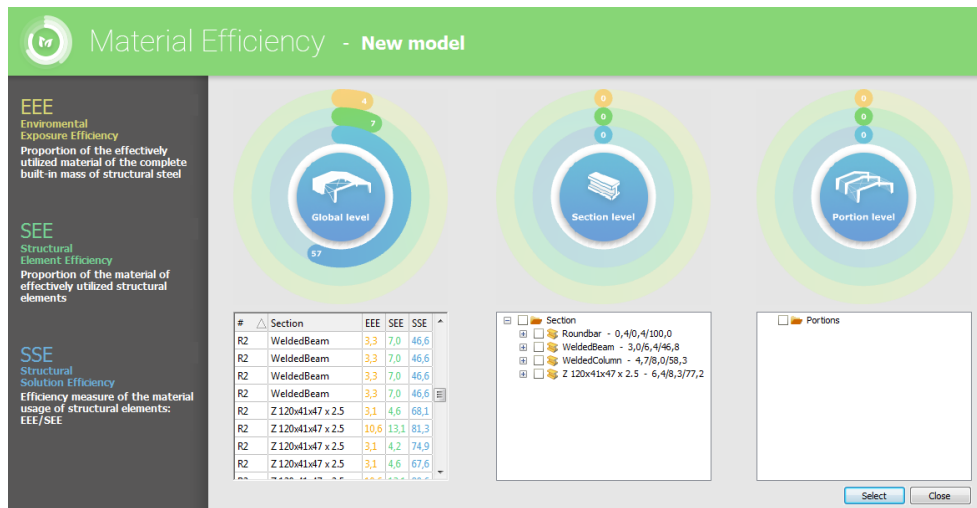 Material Efficiency - New model
EEE
Enviromental
Exposure Efficiency
Proportion of the effectively
utilized material of the complete
built-in mass of structural steel
SEE
Structural
Element Efficiency
Proportion of the material of
effectively utilized structural
elements
SSE
Structural
Solution Efficiency
Efficiency measure of the material
usage of structural elements:
EEE/SEE
4
7
Global level
57
0
0
0
Section level
0
0
0
Portion level
# Section EEE SEE SSE
R2 WeldedBeam 3,3 7,0 46,6
R2 WeldedBeam 3,3 7,0 46,6
R2 WeldedBeam 3,3 7,0 46,6
R2 WeldedBeam 3,3 7,0 46,6
R2 Z 120x41x47 x 2.5 3,1 4,6 68,1
R2 Z 120x41x47 x 2.5 10,6 13,1 81,3
R2 Z 120x41x47 x 2.5 3,1 4,2 74,9
R2 Z 120x41x47 x 2.5 3,1 4,6 67,6
Section
Roundbar - 0,4/0,4/100,0
WeldedBeam - 3,0/6,4/46,8
WeldedColumn - 4,7/8,0/58,3
Z 120x41x47 x 2.5 - 6,4/8,3/77,2
Portions
Select
Close